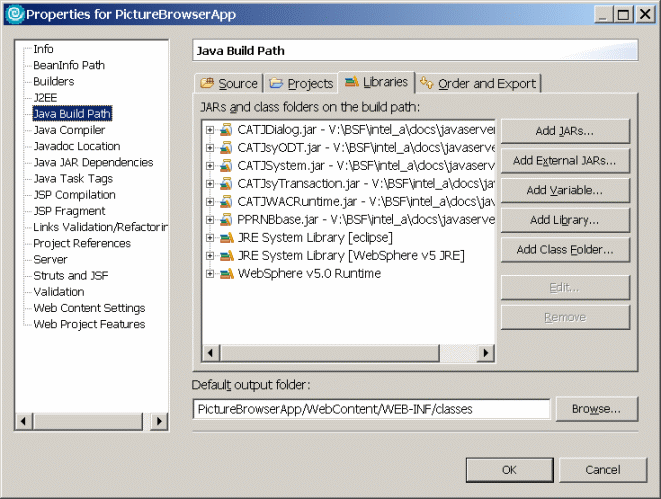 Properties for PictureBrowserApp
Info
BeanInfo Path
Builders
J2EE
Java Build Path
Java Compiler
Javadoc Location
Java JAR Dependencies
Java Task Tags
JSP Compilation
JSP Fragment
Links Validation/Refactorin
Project References
Server
Struts and JSF
Validation
Web Content Settings
Web Project Features
Java Build Path
Source
Projects
Libraries
Order and Export
JARs and class folders on the build path:
CATJDialog.jar - V:\BSF\intel_a\docs\javaserve
CATJsyODT.jar - V:\BSF\intel_a\docs\javaserver
CATJSystem.jar - V:\BSF\intel_a\docs\javaserve
CATJsyTransaction.jar - V:\BSF\intel_a\docs\ja
CATJWACRuntime.jar - V:\BSF\intel_a\docs\jav
PPRNBbase.jar - V:\BSF\intel_a\docs\javaserve
JRE System Library [eclipse]
JRE System Library [WebSphere v5 JRE]
WebSphere v5.0 Runtime
Add JARs...
Add External JARs...
Add Variable...
Add Library...
Add Class Folder...
Edit...
Remove
Default output folder:
PictureBrowserApp/WebContent/WEB-INF/classes
Browse...
OK
Cancel